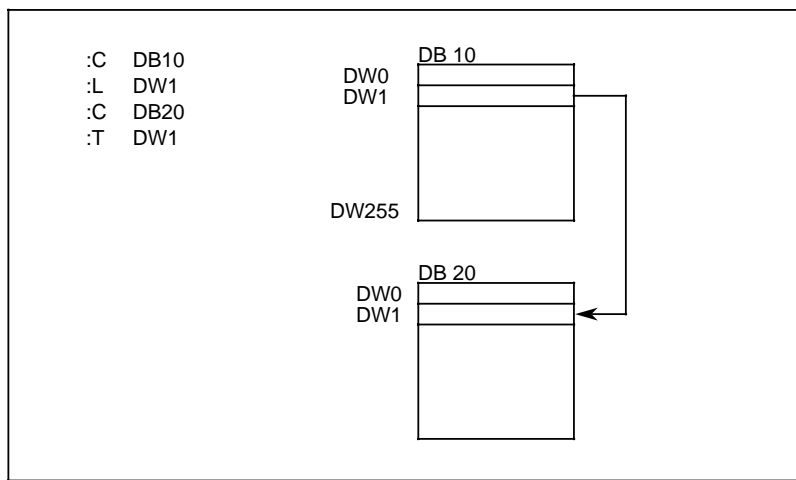 :C DB10
:L DW1
:C DB20
:T DW1
DB 10
DW0
DW1
DW255
DB 20
DW0
DW1